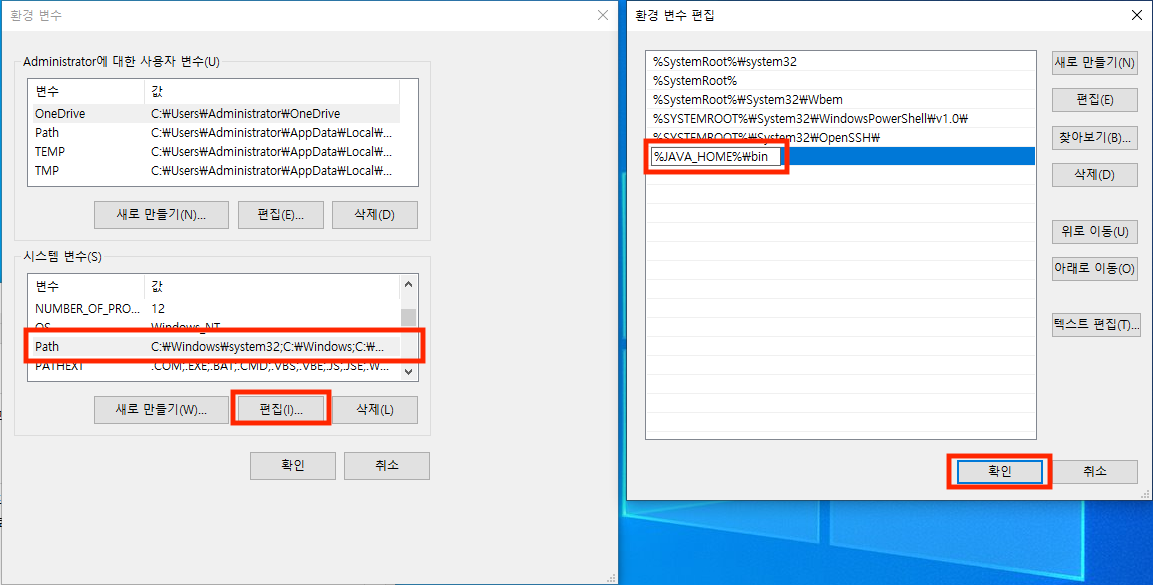 환경 변수
Administrator에 대한 사용자 변수(U)
변수 값
OneDrive C:₩Users₩Administrator₩OneDrive
Path C:₩Users₩Administrator₩AppData₩Local₩...
TEMP C:₩Users₩Administrator₩AppData₩Local₩...
TMP C:₩Users₩Administrator₩AppData₩Local₩...
새로 만들기(N)... 편집(E)... 삭제(D)
시스템 변수(S)
변수 값
NUMBER_OF_PRO... 12
OS Windows_NT
Path C:₩Windows₩system32;C:₩Windows;C:₩...
PATHEXT .COM;.EXE;.BAT;.CMD;.VBS;.VBE;.JS;.JSE;.W...
새로 만들기(W)... 편집(I)... 삭제(L)
확인 취소
환경 변수 편집
%SystemRoot%₩system32
%SystemRoot%
%SystemRoot%₩System32₩Wbem
%SYSTEMROOT%₩System32₩WindowsPowerShell₩v1.0₩
%SYSTEMROOT%₩System32₩OpenSSH₩
%JAVA_HOME%₩bin
새로 만들기(N)
편집(E)
찾아보기(B)...
삭제(D)
위로 이동(U)
아래로 이동(O)
텍스트 편집(T)...
확인 취소